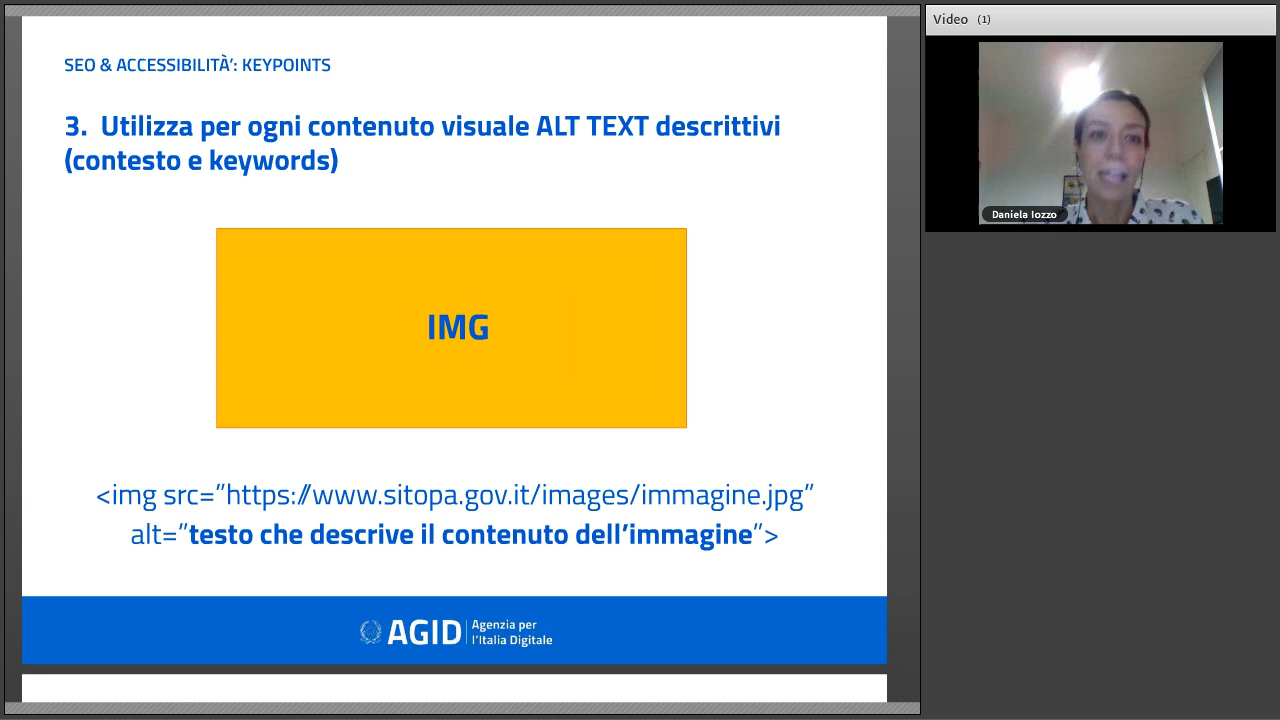 SEO & ACCESSIBILITÀ’: KEYPOINTS
3. Utilizza per ogni contenuto visuale ALT TEXT descrittivi
(contesto e keywords)
IMG
<img src=”https://www.sitopa.gov.it/images/immagine.jpg”
alt=”testo che descrive il contenuto dell’immagine”>
AGID
Agenzia per
l’Italia Digitale
Video (1)
Daniela Iozzo